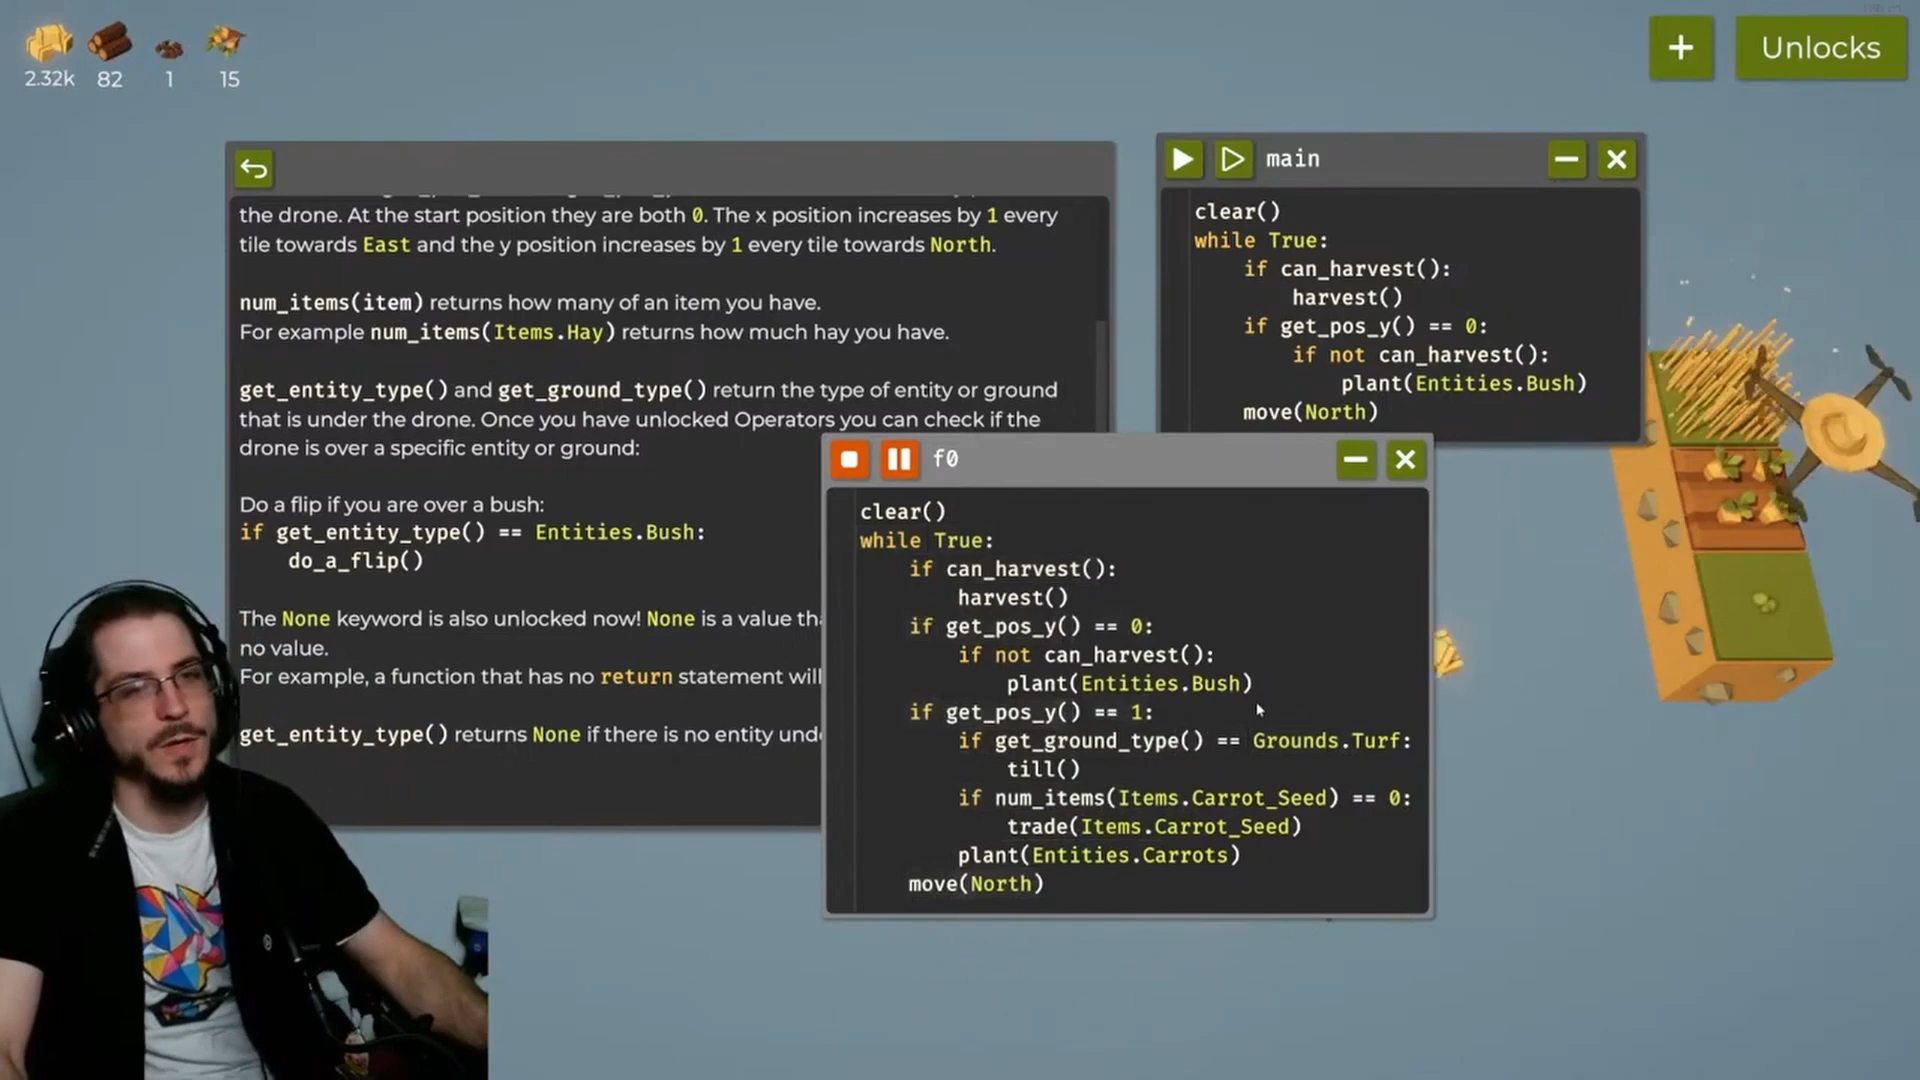 2.32k
82
1
15
+
Unlocks
the drone. At the start position they are both 0. The x position increases by 1 every
tile towards East and the y position increases by 1 every tile towards North.
num_items(item) returns how many of an item you have.
For example num_items(Items.Hay) returns how much hay you have.
get_entity_type() and get_ground_type() return the type of entity or ground
that is under the drone. Once you have unlocked Operators you can check if the
drone is over a specific entity or ground:
Do a flip if you are over a bush:
if get_entity_type() == Entities.Bush:
do_a_flip()
The None keyword is also unlocked now! None is a value
no value.
For example, a function that has no return statement will
get_entity_type() returns None if there is no entity
main
clear()
while True:
if can_harvest():
harvest()
if get_pos_y() == 0:
if not can_harvest():
plant(Entities.Bush)
move(North)
f0
clear()
while True:
if can_harvest():
harvest()
if get_pos_y() == 0:
if not can_harvest():
plant(Entities.Bush)
if get_pos_y() == 1:
if get_ground_type() == Grounds.Turf:
till()
if num_items(Items.Carrot_Seed) == 0:
trade(Items.Carrot_Seed)
plant(Entities.Carrots)
move(North)